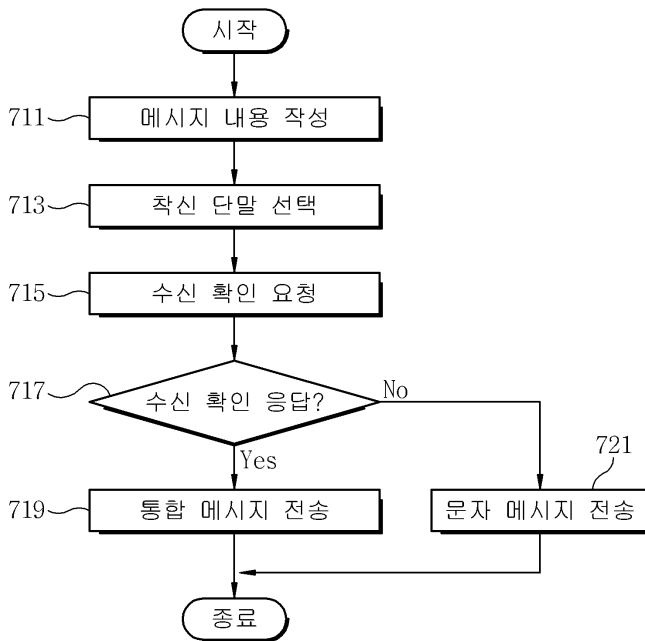 시작
711
메시지 내용 작성
713
착신 단말 선택
715
수신 확인 요청
717
수신 확인 응답?
No
Yes
721
719
통합 메시지 전송
문자 메시지 전송
종료